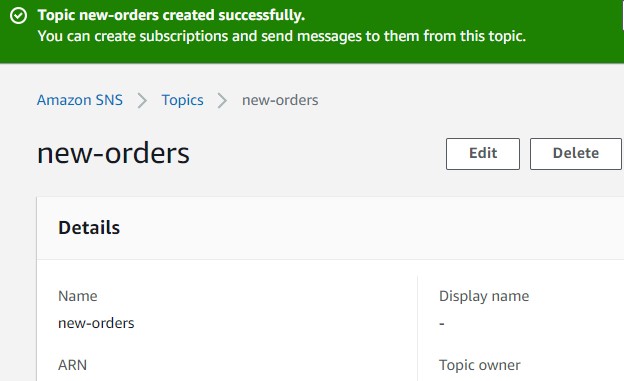 Topic new-orders created successfully.
You can create subscriptions and send messages to them from this topic.
Amazon SNS > Topics > new-orders
new-orders
Edit
Delete
Details
Name
Display name
new-orders
-
ARN
Topic owner